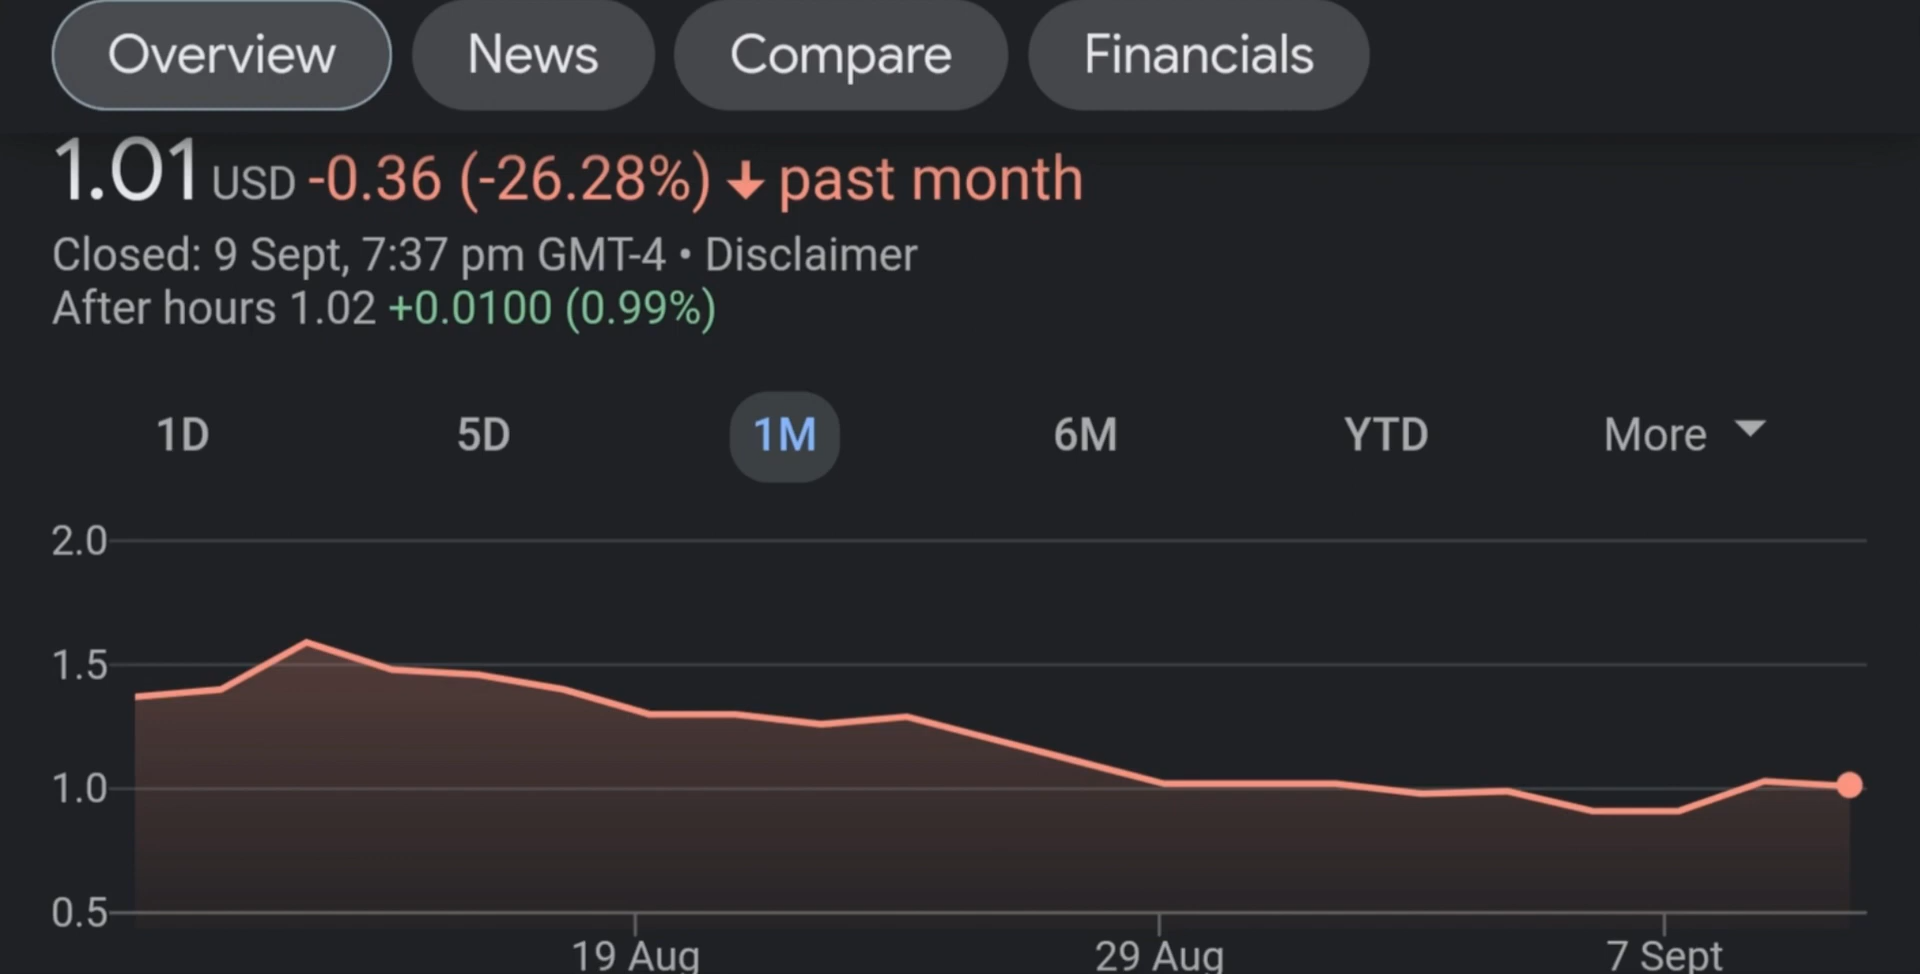 Overview News Compare Financials
1.01 USD -0.36 (-26.28%) ↓ past month
Closed: 9 Sept, 7:37 pm GMT-4 • Disclaimer
After hours 1.02 +0.0100 (0.99%)
1D 5D 1M 6M YTD More
2.0
1.5
1.0
0.5
19 Aug 29 Aug 7 Sept